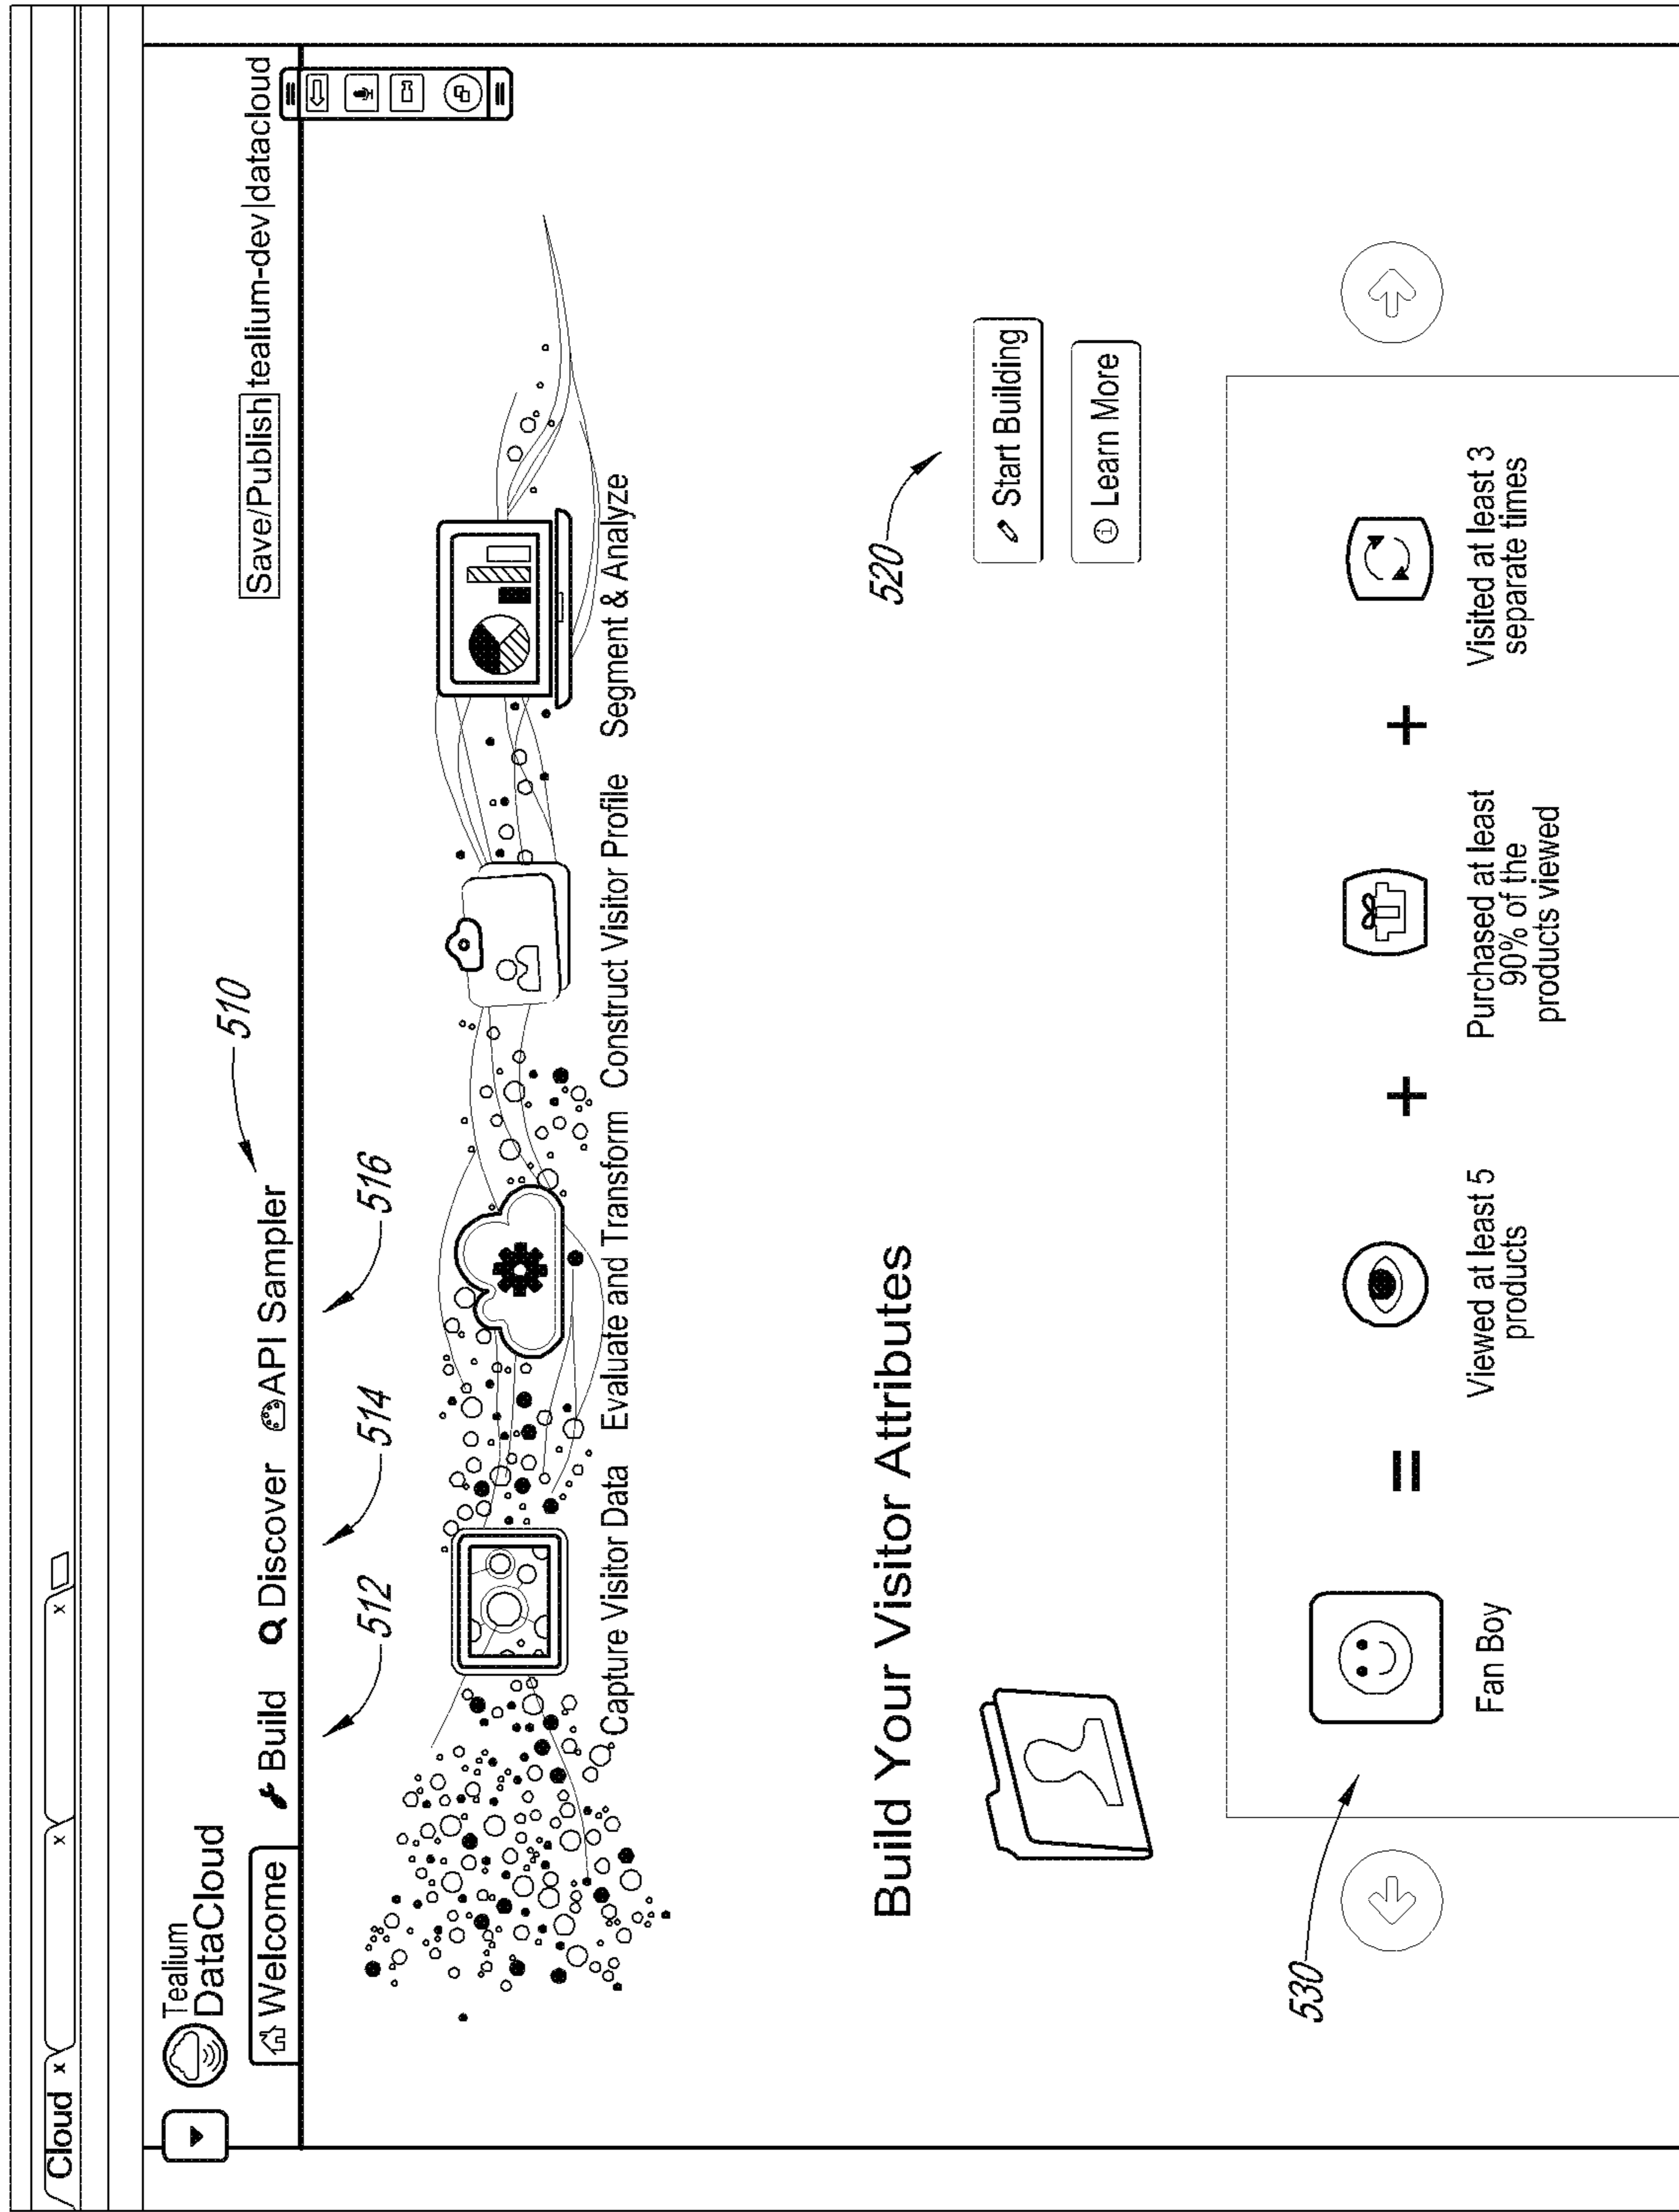 Cloud x
x
x
Tealium
DataCloud
Save/Publish tealium-dev|datacloud
Welcome
Build
Discover
API Sampler
510
512
514
516
Capture Visitor Data
Evaluate and Transform
Construct Visitor Profile
Segment & Analyze
Build Your Visitor Attributes
520
Start Building
Learn More
530
Fan Boy
=
Viewed at least 5
products
+
Purchased at least
90% of the
products viewed
+
Visited at least 3
separate times